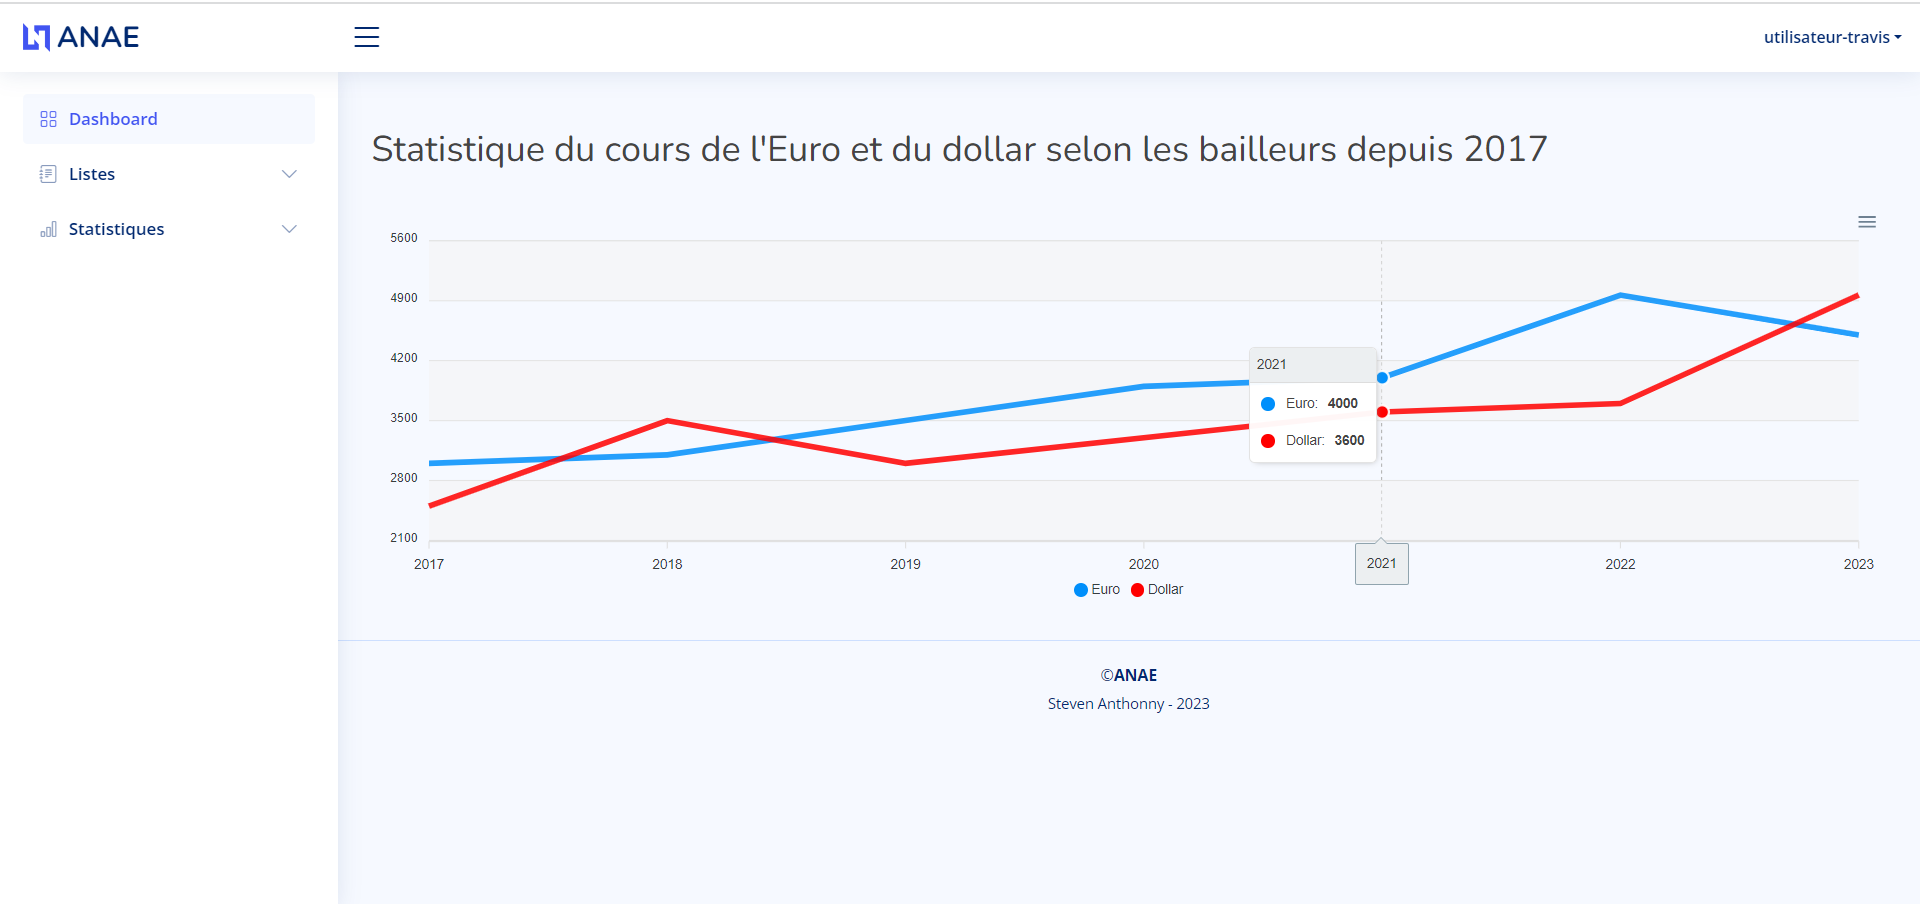 ANAE
utilisateur-travis
Dashboard
Listes
Statistiques
Statistique du cours de l'Euro et du dollar selon les bailleurs depuis 2017
5600
4900
4200
3500
2800
2100
2021
Euro: 4000
Dollar: 3600
2017 2018 2019 2020 2021 2022 2023
Euro Dollar
©ANAE
Steven Anthonny - 2023